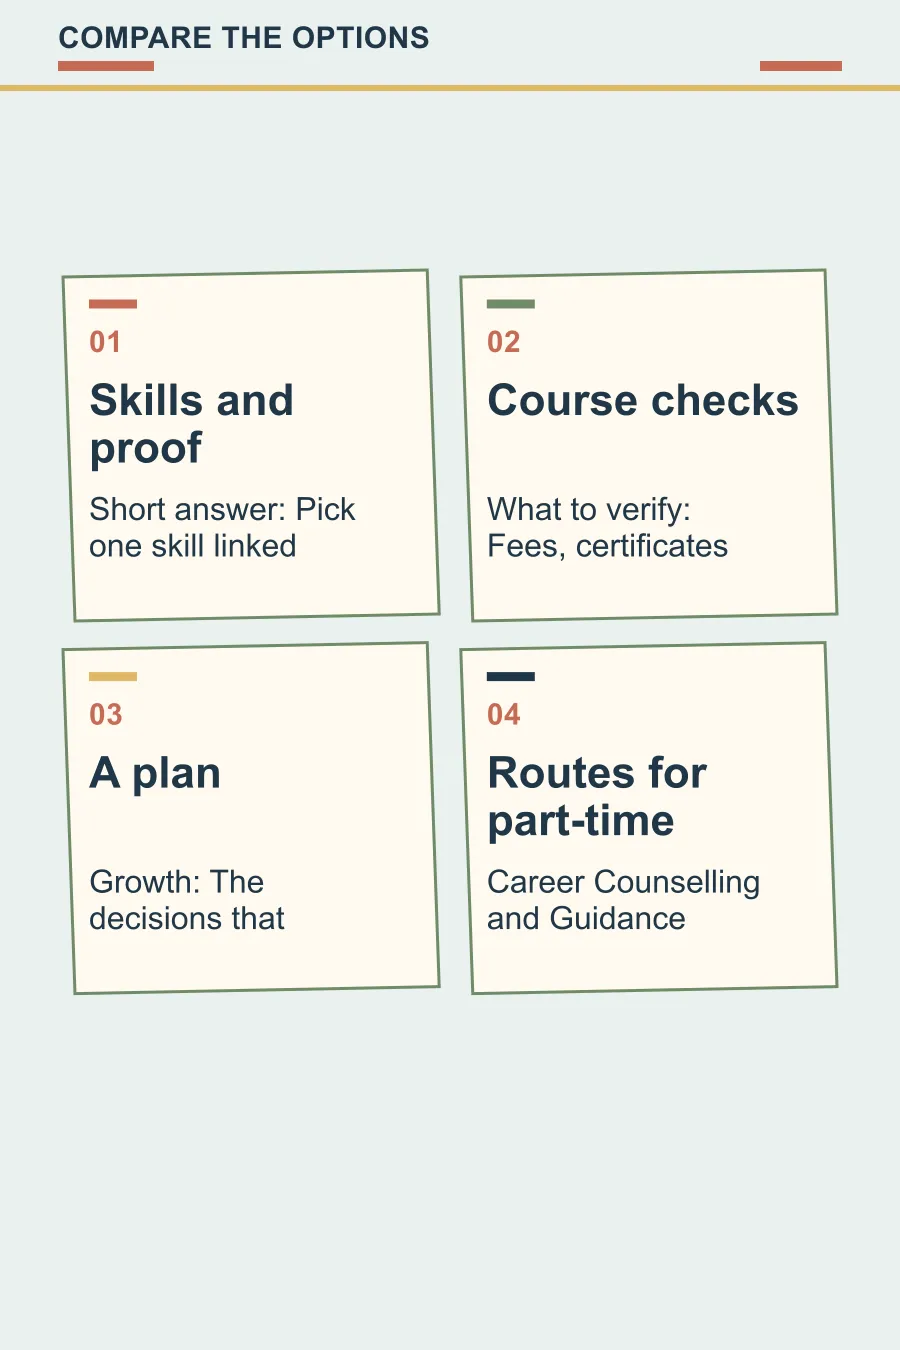 COMPARE THE OPTIONS
01
Skills and
proof
Short answer: Pick
one skill linked
02
Course checks
What to verify:
Fees, certificates
03
A plan
Growth: The
decisions that
04
Routes for
part-time
Career Counselling
and Guidance